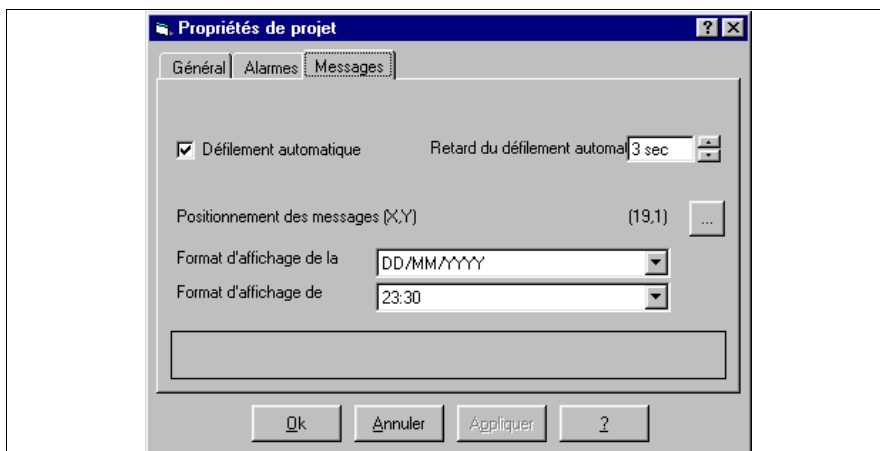 Propriétés de projet
Général Alarmes Messages
Défilement automatique Retard du défilement automat 3 sec
Positionnement des messages (X,Y) (19,1) ...
Format d'affichage de la DD/MM/YYYY
Format d'affichage de 23:30
Ok Annuler Appliquer ?